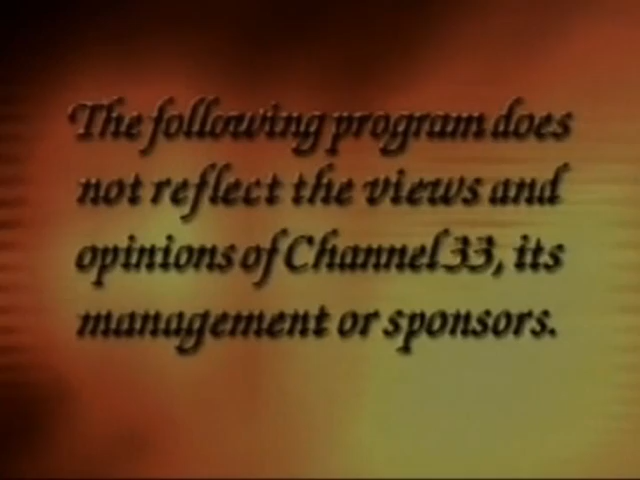 The following program does
not reflect the views and
opinions of Channel 33, its
management or sponsors.